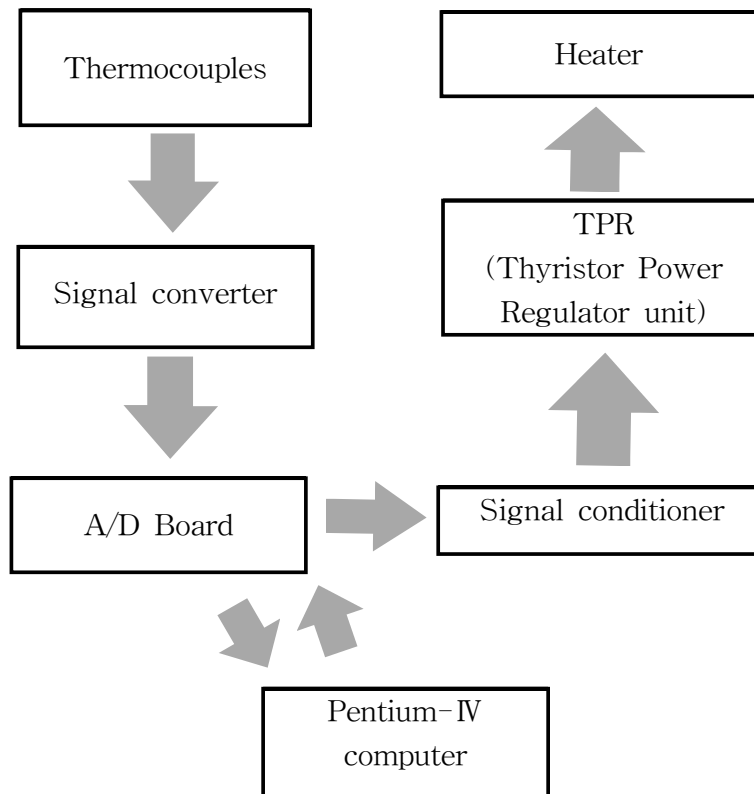 Thermocouples
Heater
Signal converter
TPR
(Thyristor Power
Regulator unit)
A/D Board
Signal conditioner
Pentium-Ⅳ
computer